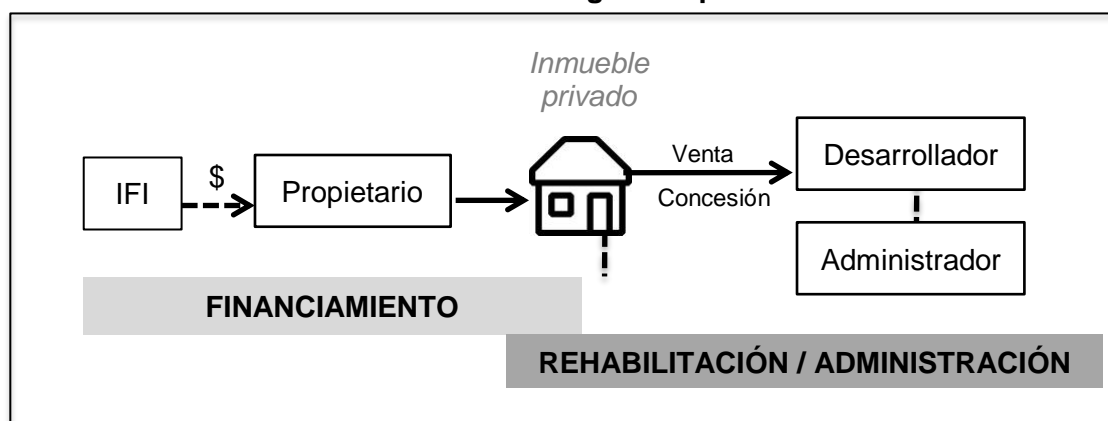 Inmueble
privado
IFI
$
Propietario
Venta
Concesión
Desarrollador
Administrador
FINANCIAMIENTO
REHABILITACIÓN / ADMINISTRACIÓN